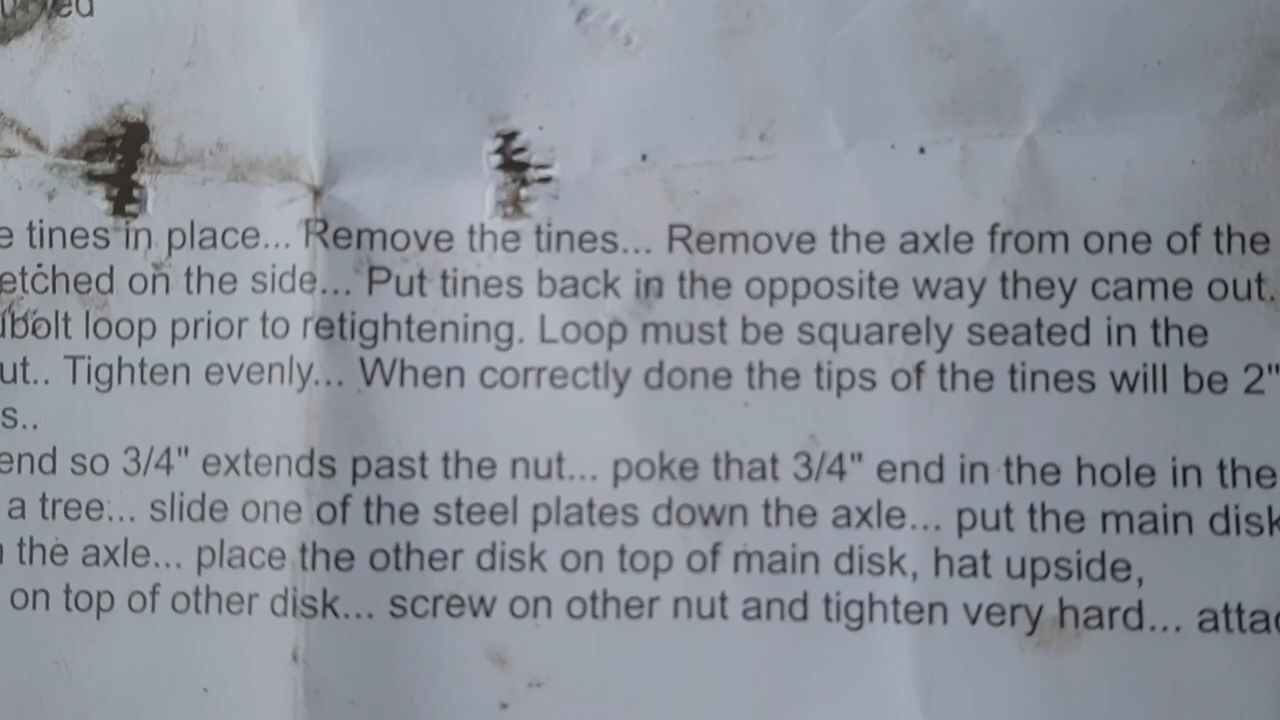 e tines in place... Remove the tines... Remove the axle from one of the
etched on the side... Put tines back in the opposite way they came out.
ubolt loop prior to retightening. Loop must be squarely seated in the
ut.. Tighten evenly... When correctly done the tips of the tines will be 2"
s..
end so 3/4" extends past the nut... poke that 3/4" end in the hole in the
a tree... slide one of the steel plates down the axle... put the main disk
the axle... place the other disk on top of main disk, hat upside,
on top of other disk... screw on other nut and tighten very hard... attac